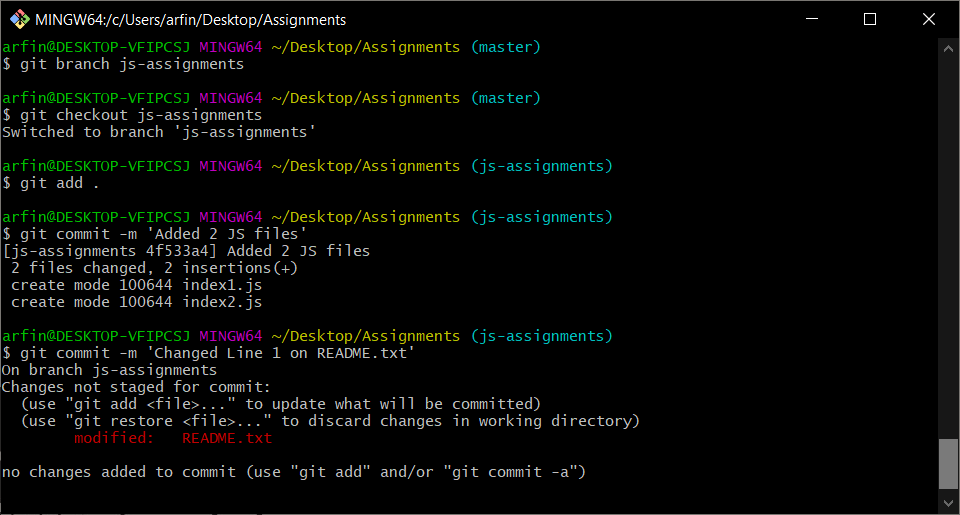 MINGW64:/c/Users/arfin/Desktop/Assignments
arfin@DESKTOP-VFIPCSJ MINGW64 ~/Desktop/Assignments (master)
$ git branch js-assignments
arfin@DESKTOP-VFIPCSJ MINGW64 ~/Desktop/Assignments (master)
$ git checkout js-assignments
Switched to branch 'js-assignments'
arfin@DESKTOP-VFIPCSJ MINGW64 ~/Desktop/Assignments (js-assignments)
$ git add .
arfin@DESKTOP-VFIPCSJ MINGW64 ~/Desktop/Assignments (js-assignments)
$ git commit -m 'Added 2 JS files'
[js-assignments 4f533a4] Added 2 JS files
 2 files changed, 2 insertions(+)
 create mode 100644 index1.js
 create mode 100644 index2.js
arfin@DESKTOP-VFIPCSJ MINGW64 ~/Desktop/Assignments (js-assignments)
$ git commit -m 'Changed Line 1 on README.txt'
On branch js-assignments
Changes not staged for commit:
  (use "git add <file>..." to update what will be committed)
  (use "git restore <file>..." to discard changes in working directory)
        modified:   README.txt
no changes added to commit (use "git add" and/or "git commit -a")